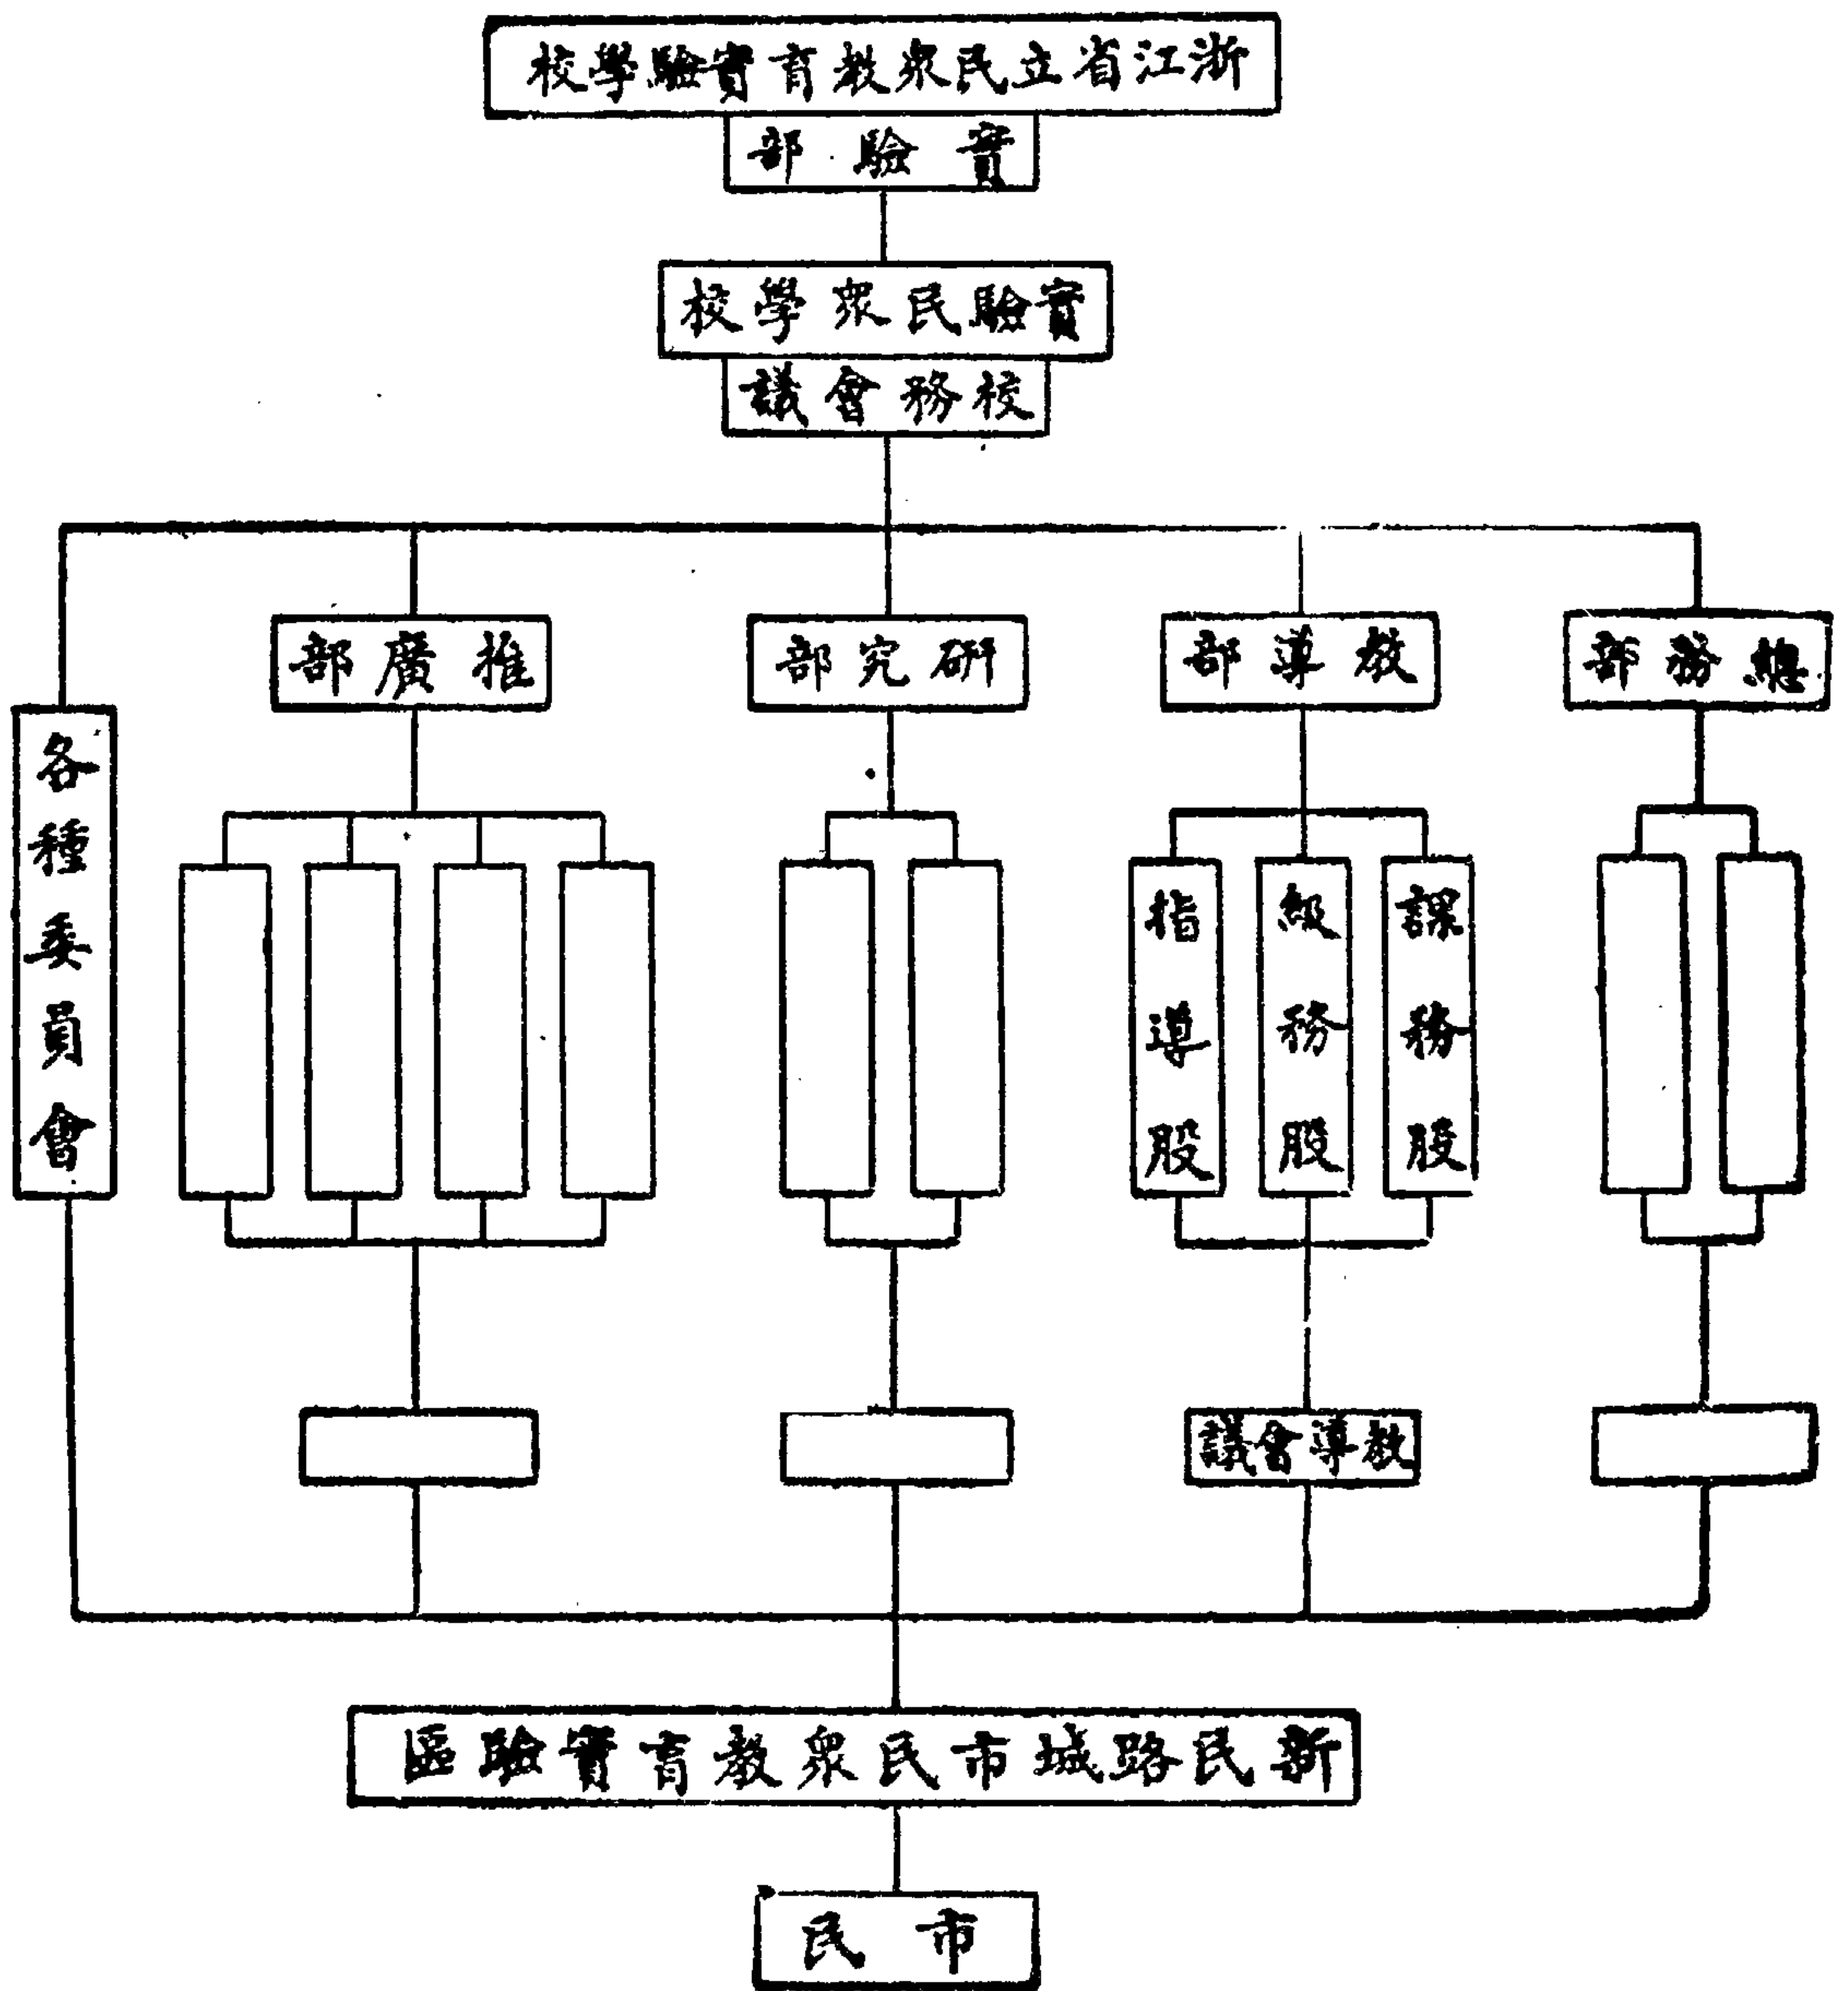 浙江省立民衆教育實驗學校
實驗部
實驗民衆學校
校務會議
總務部
教導部
研究部
推廣部
各種委員會
課務股
級務股
指導股
教導會議
新民路城市民衆教育實驗區
市民